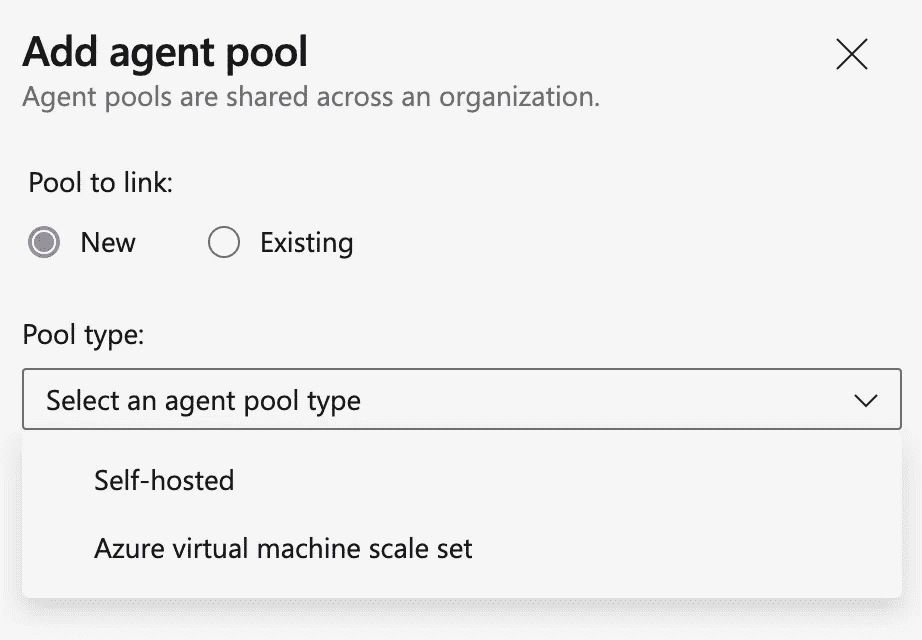 Add agent pool
Agent pools are shared across an organization.
Pool to link:
New Existing
Pool type:
Select an agent pool type
Self-hosted
Azure virtual machine scale set